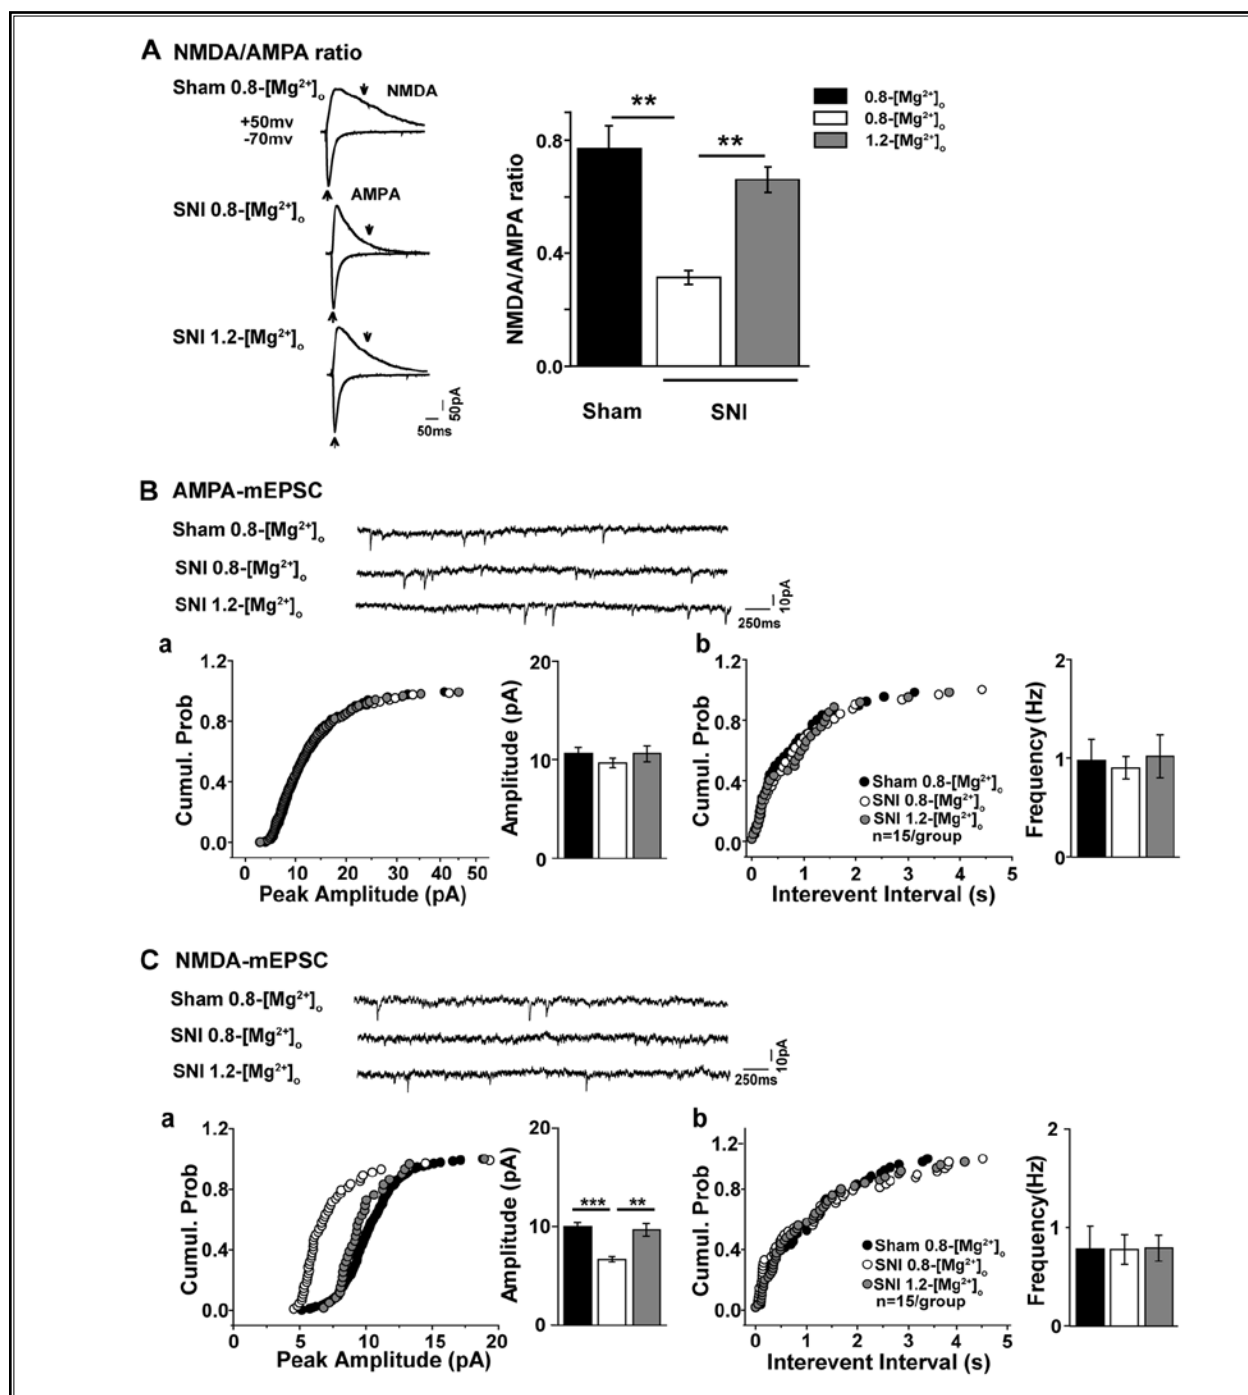 A NMDA/AMPA ratio
Sham 0.8-[Mg²⁺]ₒ
NMDA
+50mv
-70mv
AMPA
SNI 0.8-[Mg²⁺]ₒ
SNI 1.2-[Mg²⁺]ₒ
50pA
50ms
NMDA/AMPA ratio
0.8
0.4
0.0
**
**
Sham
SNI
0.8-[Mg²⁺]ₒ
0.8-[Mg²⁺]ₒ
1.2-[Mg²⁺]ₒ
B AMPA-mEPSC
Sham 0.8-[Mg²⁺]ₒ
SNI 0.8-[Mg²⁺]ₒ
SNI 1.2-[Mg²⁺]ₒ
10pA
250ms
a
Cumul. Prob
1.2
0.8
0.4
0.0
0 10 20 30 40 50
Peak Amplitude (pA)
Amplitude (pA)
20
10
0
b
Cumul. Prob
1.2
0.8
0.4
0.0
Sham 0.8-[Mg²⁺]ₒ
SNI 0.8-[Mg²⁺]ₒ
SNI 1.2-[Mg²⁺]ₒ
n=15/group
0 1 2 3 4 5
Interevent Interval (s)
Frequency (Hz)
2
1
0
C NMDA-mEPSC
Sham 0.8-[Mg²⁺]ₒ
SNI 0.8-[Mg²⁺]ₒ
SNI 1.2-[Mg²⁺]ₒ
10pA
250ms
a
Cumul. Prob
1.2
0.8
0.4
0.0
0 5 10 15 20
Peak Amplitude (pA)
Amplitude (pA)
20
10
0
*** **
b
Cumul. Prob
1.2
0.8
0.4
0.0
Sham 0.8-[Mg²⁺]ₒ
SNI 0.8-[Mg²⁺]ₒ
SNI 1.2-[Mg²⁺]ₒ
n=15/group
0 1 2 3 4 5
Interevent Interval (s)
Frequency(Hz)
2
1
0